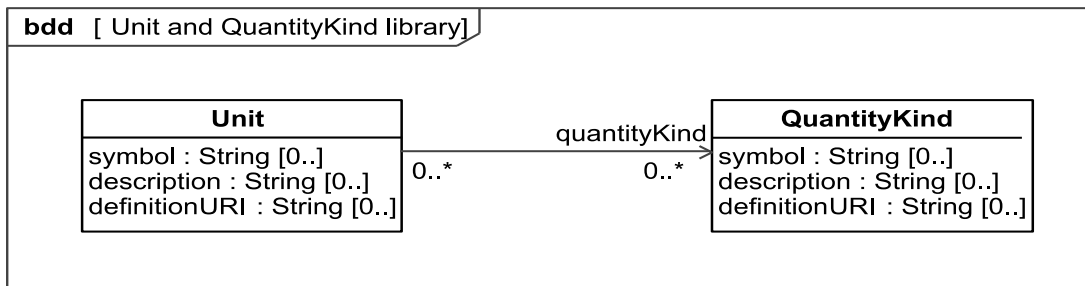 bdd [ Unit and QuantityKind library]
Unit
symbol : String [0..]
description : String [0..]
definitionURI : String [0..]
quantityKind
0..*
0..*
QuantityKind
symbol : String [0..]
description : String [0..]
definitionURI : String [0..]